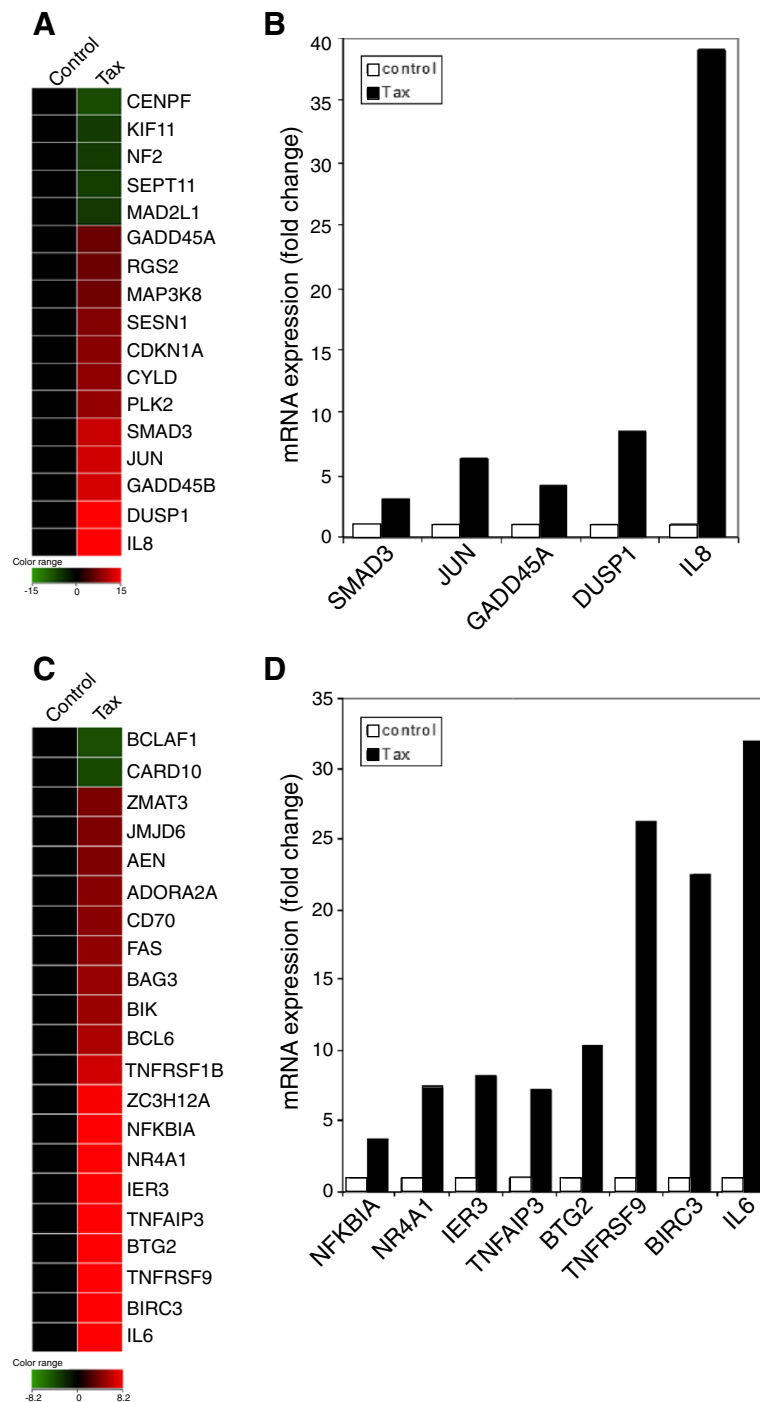 A
Control
Tax
CENPF
KIF11
NF2
SEPT11
MAD2L1
GADD45A
RGS2
MAP3K8
SESN1
CDKN1A
CYLD
PLK2
SMAD3
JUN
GADD45B
DUSP1
IL8
Color range
-15 0 15
B
mRNA expression (fold change)
40
35
30
25
20
15
10
5
0
control
Tax
SMAD3
JUN
GADD45A
DUSP1
IL8
C
Control
Tax
BCLAF1
CARD10
ZMAT3
JMJD6
AEN
ADORA2A
CD70
FAS
BAG3
BIK
BCL6
TNFRSF1B
ZC3H12A
NFKBIA
NR4A1
IER3
TNFAIP3
BTG2
TNFRSF9
BIRC3
IL6
Color range
-8.2 0 8.2
D
mRNA expression (fold change)
35
30
25
20
15
10
5
0
control
Tax
NFKBIA
NR4A1
IER3
TNFAIP3
BTG2
TNFRSF9
BIRC3
IL6